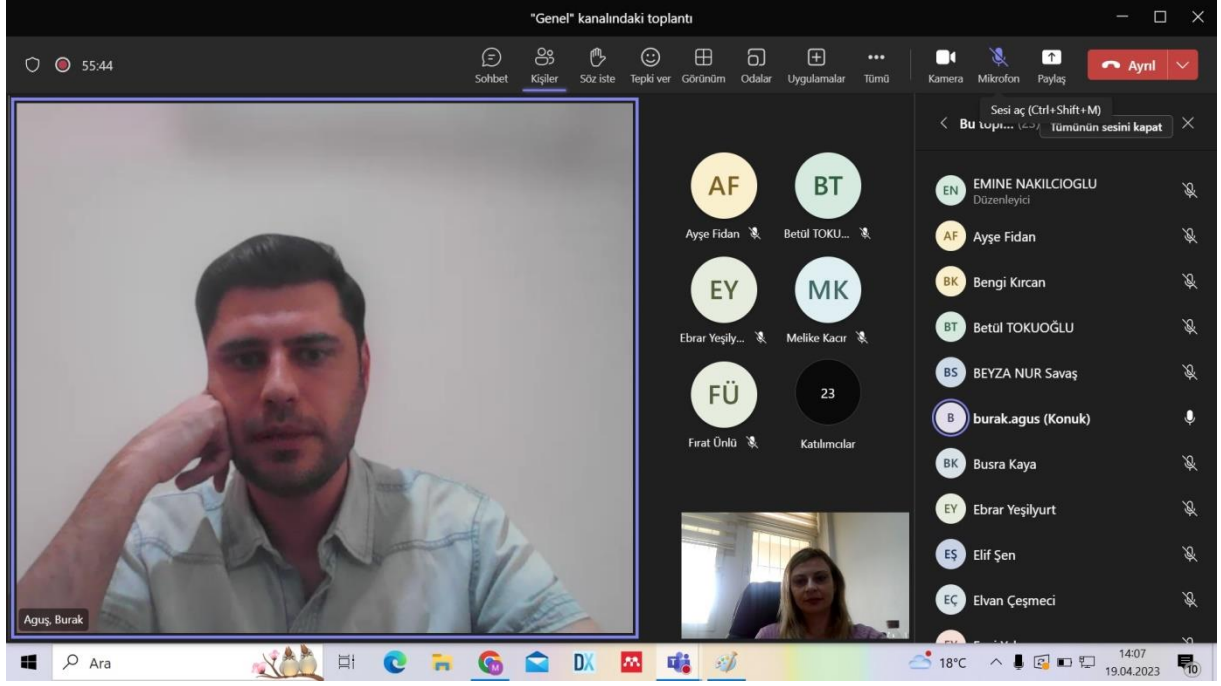 "Genel" kanalındaki toplantı
55:44
Sohbet
Kişiler
Söz iste
Tepki ver
Görünüm
Odalar
Uygulamalar
Tümü
Kamera
Mikrofon
Paylaş
Ayrıl
Sesi aç (Ctrl+Shift+M)
Tümünün sesini kapat
AF
Ayşe Fidan
BT
Betül TOKU...
EY
Ebrar Yeşily...
MK
Melike Kacır
FÜ
Fırat Ünlü
23
Katılımcılar
Aguş, Burak
EN
EMINE NAKILCIOGLU
Düzenleyici
AF
Ayşe Fidan
BK
Bengi Kırcan
BT
Betül TOKUOĞLU
BS
BEYZA NUR Savaş
B
burak.agus (Konuk)
BK
Busra Kaya
EY
Ebrar Yeşilyurt
EŞ
Elif Şen
EÇ
Elvan Çeşmeci
Ara
DX
18°C
14:07
19.04.2023
10